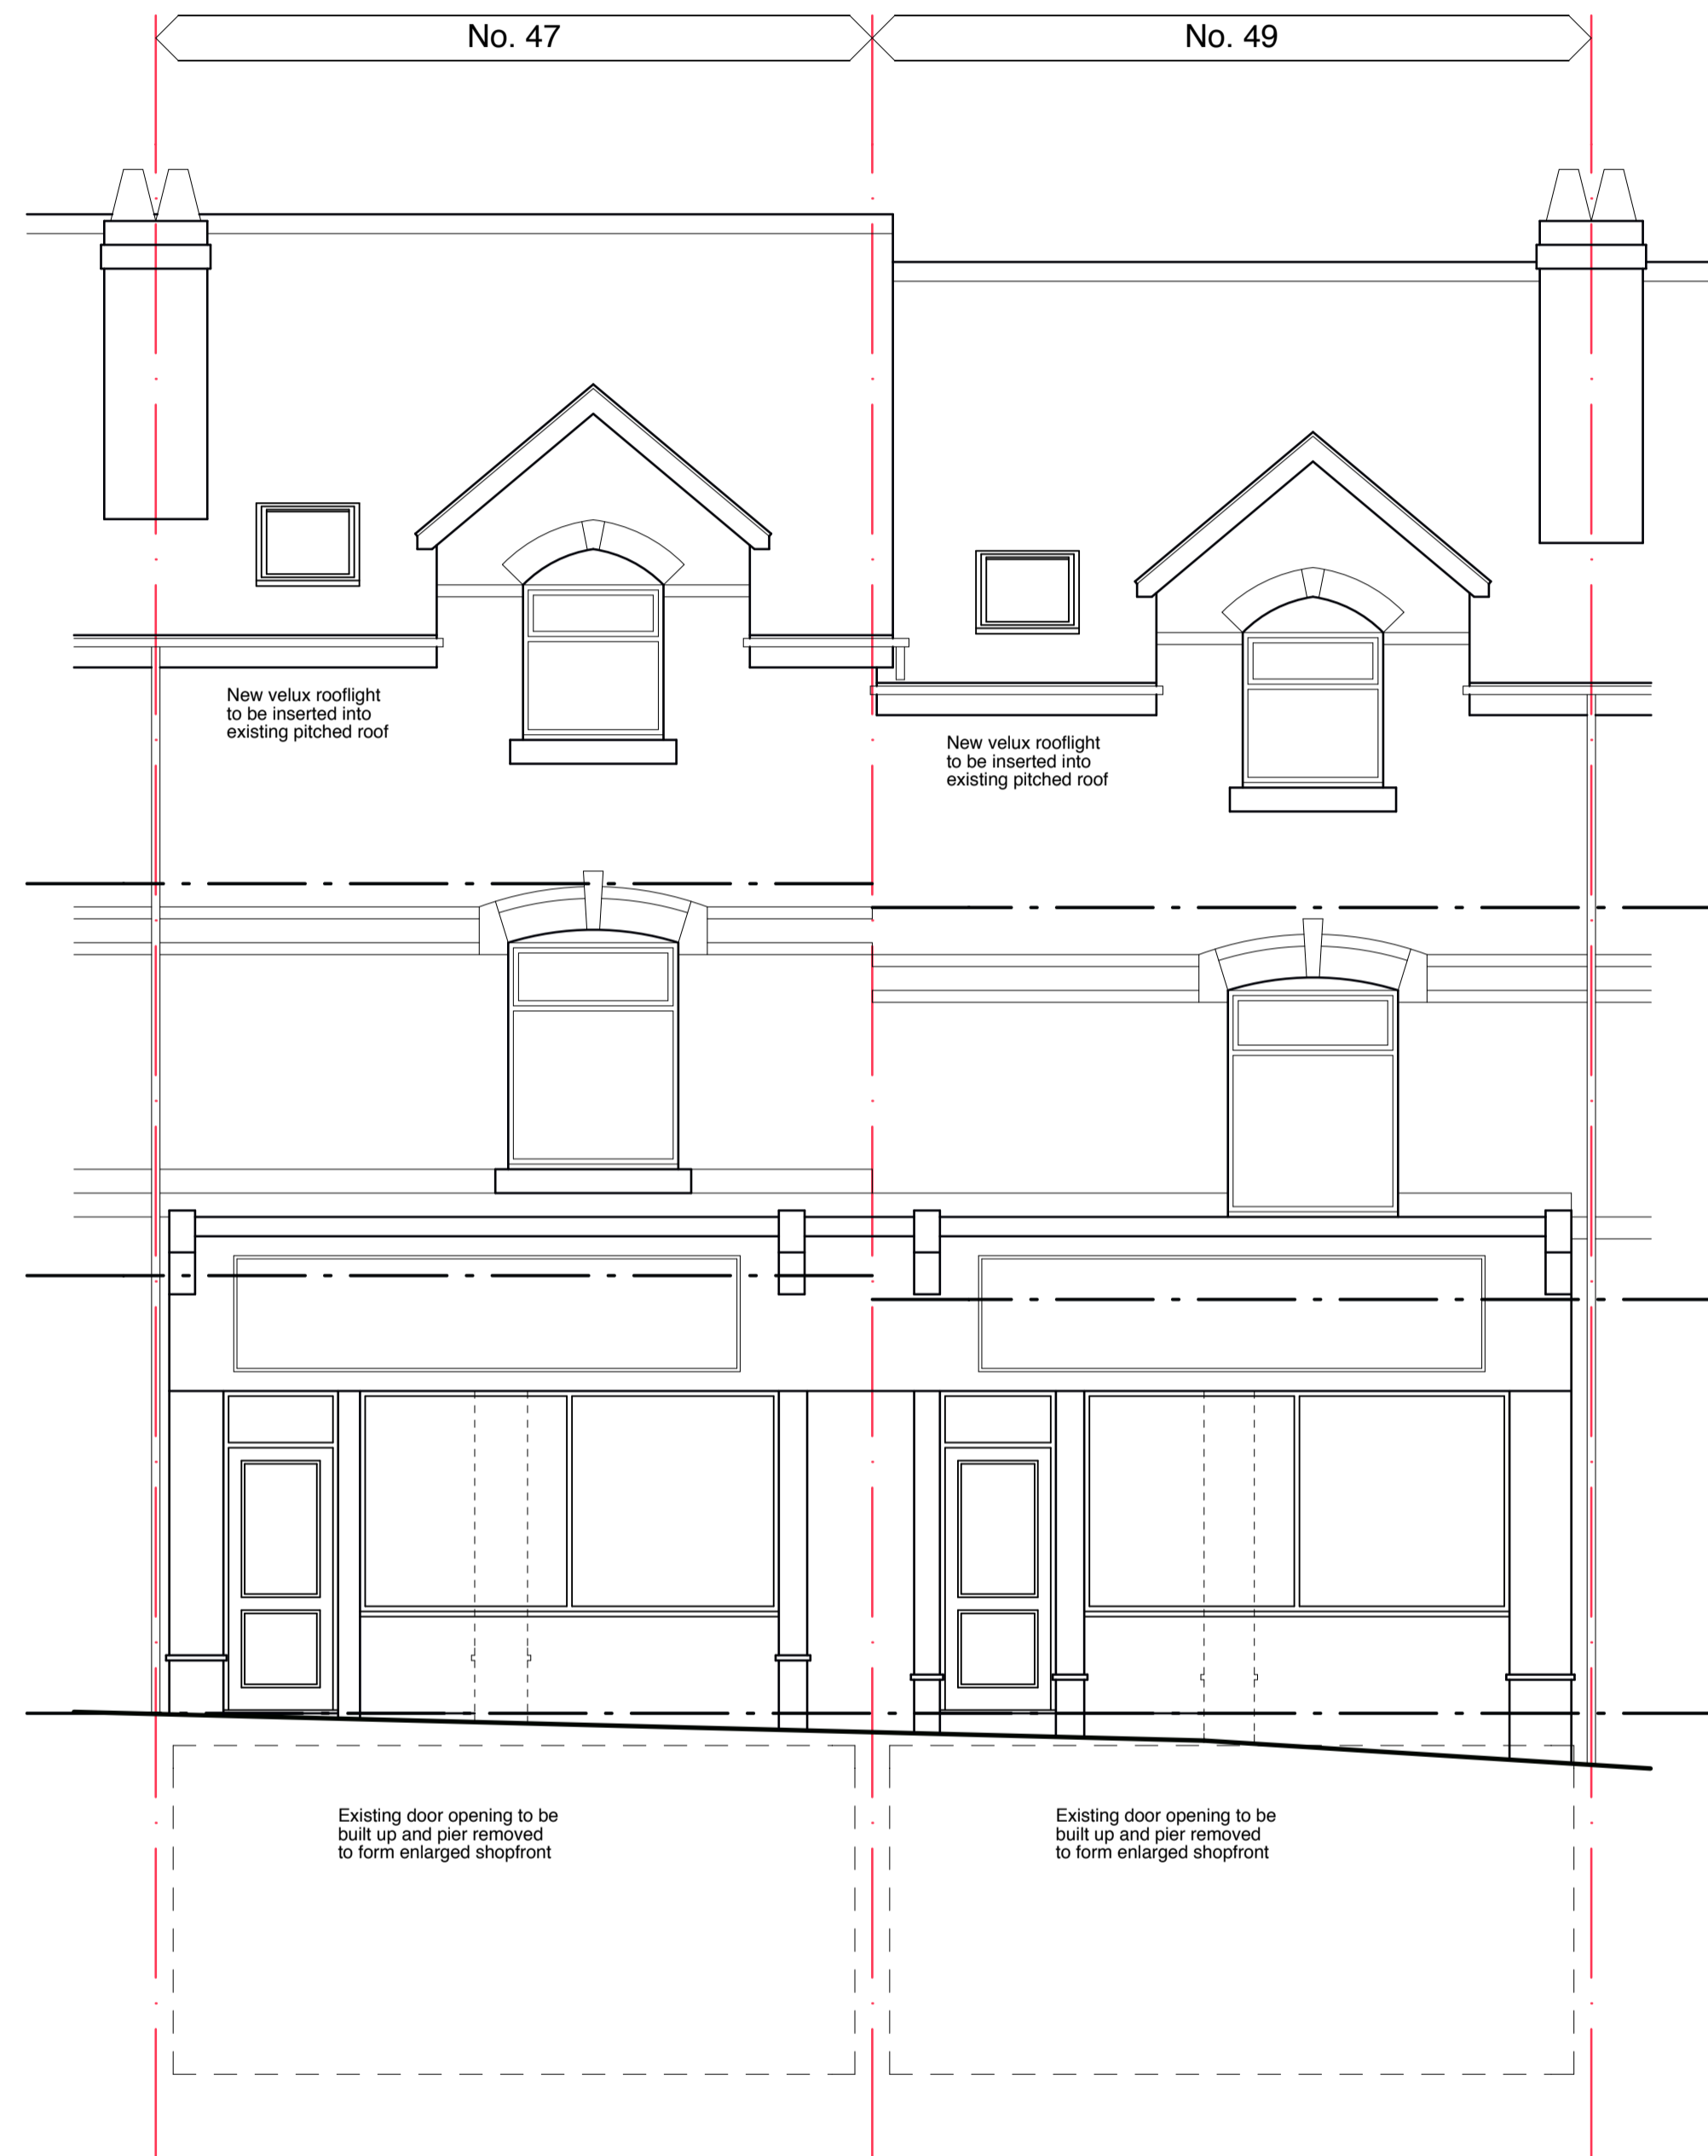 No. 47
No. 49
New velux rooflight
to be inserted into
existing pitched roof
New velux rooflight
to be inserted into
existing pitched roof
Existing door opening to be
built up and pier removed
to form enlarged shopfront
Existing door opening to be
built up and pier removed
to form enlarged shopfront